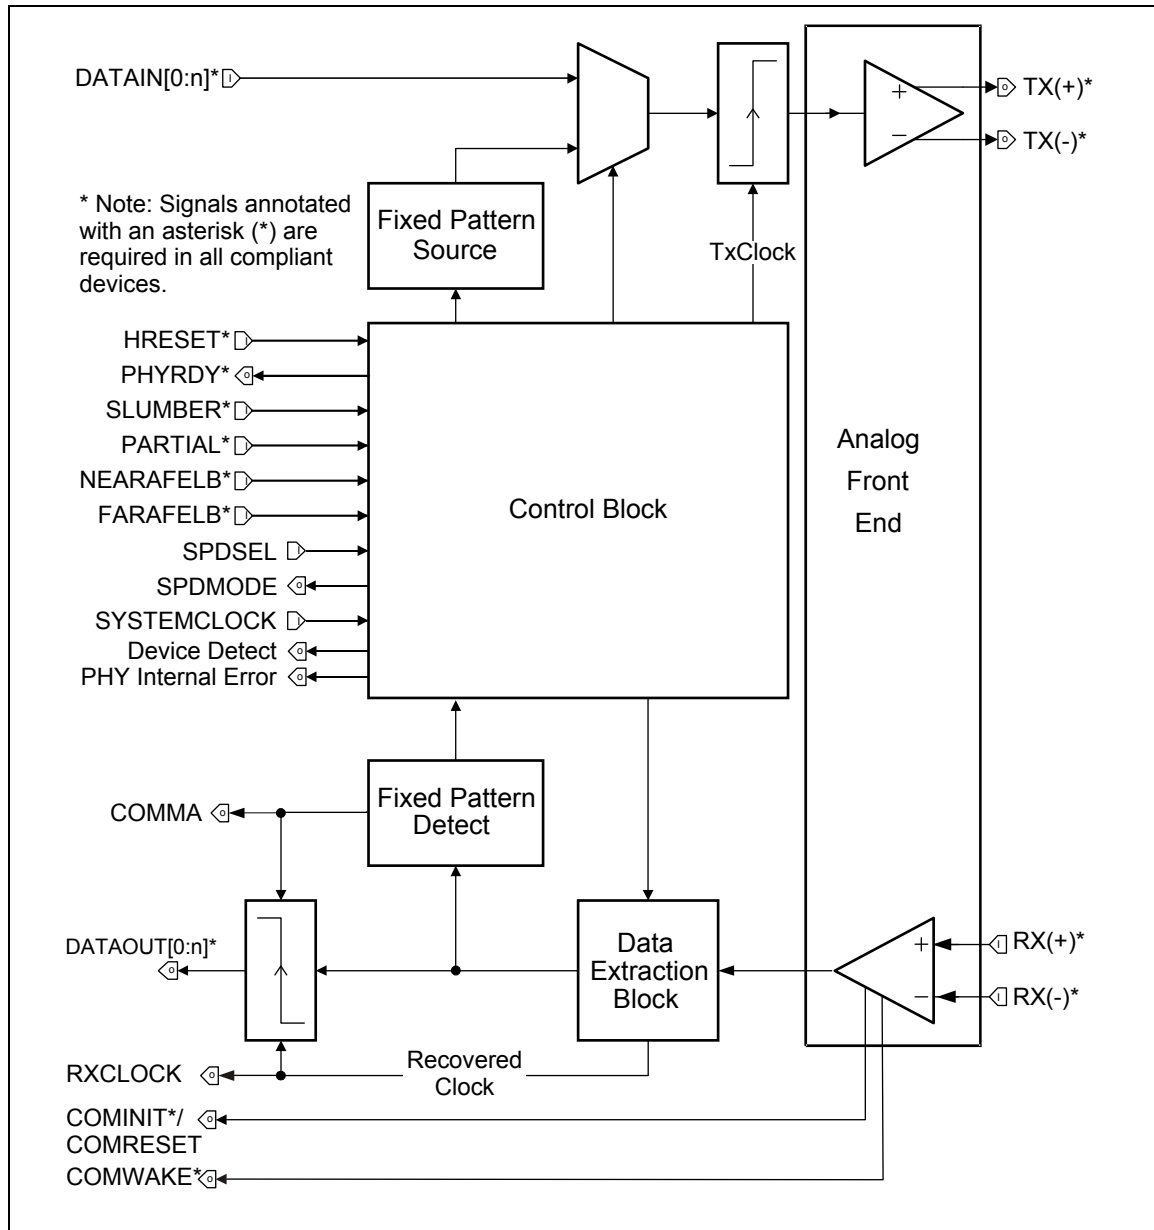 DATAIN[0:n]*
TX(+)*
TX(-)*
* Note: Signals annotated
with an asterisk (*) are
required in all compliant
devices.
Fixed Pattern
Source
TxClock
HRESET*
PHYRDY*
SLUMBER*
PARTIAL*
NEARAFELB*
FARAFELB*
SPDSEL
SPDMODE
SYSTEMCLOCK
Device Detect
PHY Internal Error
Control Block
Analog
Front
End
COMMA
Fixed Pattern
Detect
DATAOUT[0:n]*
Data
Extraction
Block
RX(+)*
RX(-)*
RXCLOCK
Recovered
Clock
COMINIT*/
COMRESET
COMWAKE*